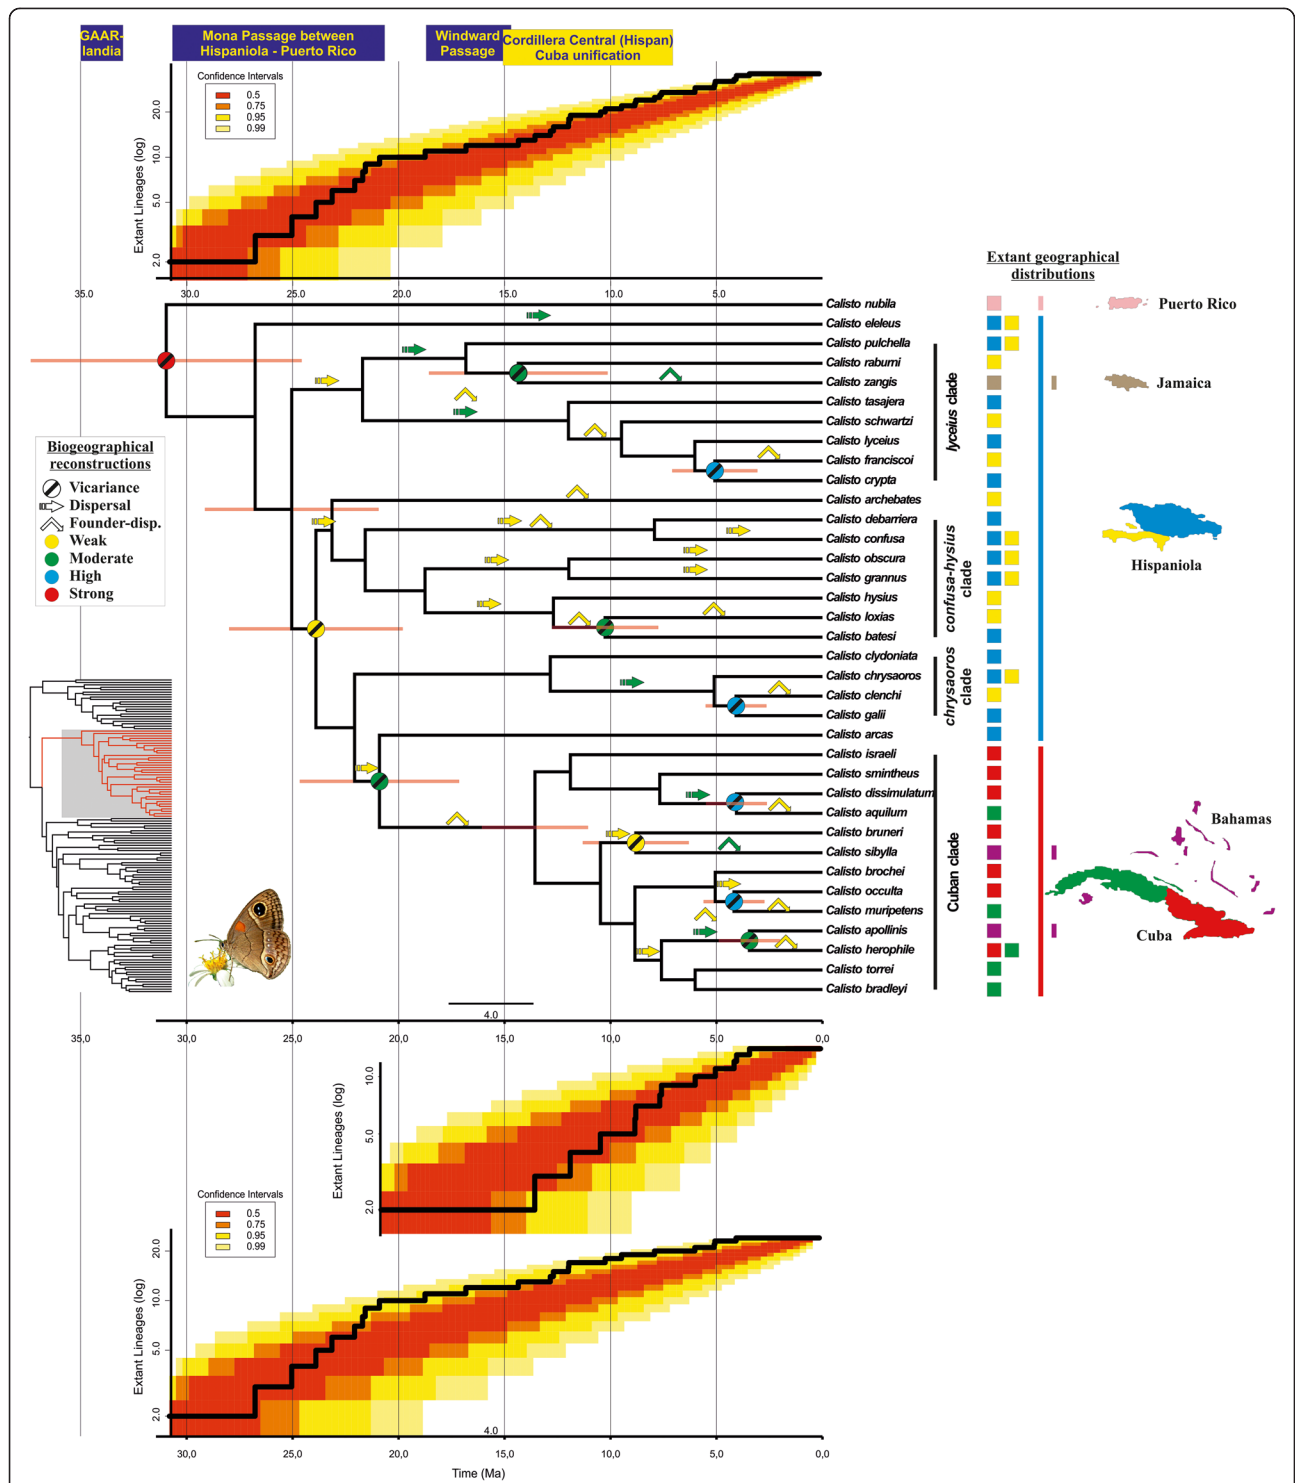 GAAR-
landia
Mona Passage between
Hispaniola - Puerto Rico
Windward
Passage
Cordillera Central (Hispan)
Cuba unification
Confidence Intervals
0.5
0.75
0.95
0.99
Extant Lineages (log)
20.0
10.0
5.0
2.0
35.0
30.0
25.0
20.0
15.0
10.0
5.0
Extant geographical
distributions
Calisto nubila
Calisto eleleus
Calisto pulchella
Calisto raburni
Calisto zangis
Calisto tasajera
Calisto schwartzi
Calisto lyceius
Calisto franciscoi
Calisto crypta
Calisto archebates
Calisto debarriera
Calisto confusa
Calisto obscura
Calisto grannus
Calisto hysius
Calisto loxias
Calisto batesi
Calisto clydoniata
Calisto chrysaoros
Calisto clenchi
Calisto galii
Calisto arcas
Calisto israeli
Calisto smintheus
Calisto dissimulatum
Calisto aquilum
Calisto bruneri
Calisto sibylla
Calisto brochei
Calisto occulta
Calisto muripetens
Calisto apollinis
Calisto herophile
Calisto torrei
Calisto bradleyi
lyceius clade
confusa-hysius
clade
chrysaoros
clade
Cuban clade
Puerto Rico
Jamaica
Hispaniola
Bahamas
Cuba
Biogeographical
reconstructions
Vicariance
Dispersal
Founder-disp.
Weak
Moderate
High
Strong
4.0
35,0
30,0
25,0
20,0
15,0
10,0
5,0
0,0
Extant Lineages (log)
10.0
5.0
2.0
Confidence Intervals
0.5
0.75
0.95
0.99
Extant Lineages (log)
20.0
10.0
5.0
2.0
4.0
30,0
25,0
20,0
15,0
10,0
5,0
0,0
Time (Ma)